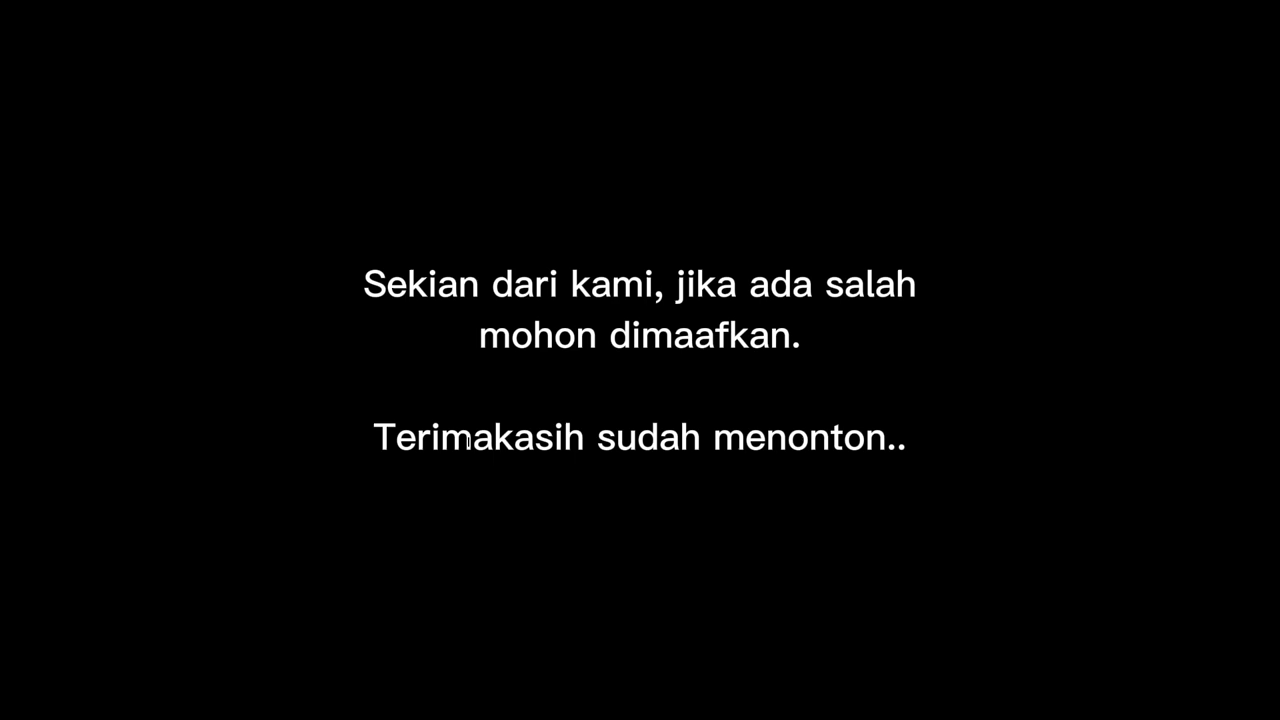 Sekian dari kami, jika ada salah
mohon dimaafkan.
Terimakasih sudah menonton..